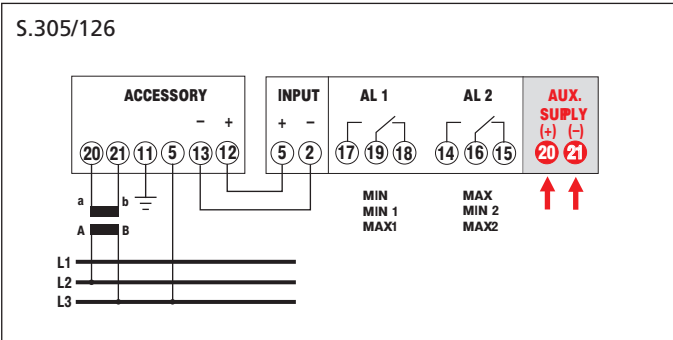 S.305/126
ACCESSORY
INPUT
AL 1
AL 2
AUX.
SUPPLY
− +
+ −
(+) (−)
20 21 11 5 13 12
5 2
17 19 18
14 16 15
20 21
a b
A B
MIN
MIN 1
MAX1
MAX
MIN 2
MAX2
L1
L2
L3